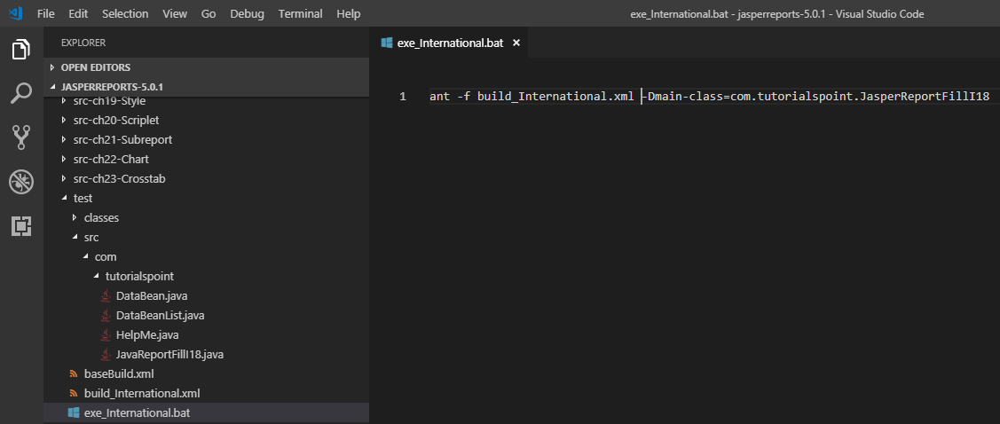 File Edit Selection View Go Debug Terminal Help exe_International.bat - jasperreports-5.0.1 - Visual Studio Code
EXPLORER
exe_International.bat ×
OPEN EDITORS
JASPERREPORTS-5.0.1
src-ch19-Style
src-ch20-Scriplet
src-ch21-Subreport
src-ch22-Chart
src-ch23-Crosstab
test
classes
src
com
tutorialspoint
DataBean.java
DataBeanList.java
HelpMe.java
JavaReportFillI18.java
baseBuild.xml
build_International.xml
exe_International.bat
1 ant -f build_International.xml -Dmain-class=com.tutorialspoint.JasperReportFillI18